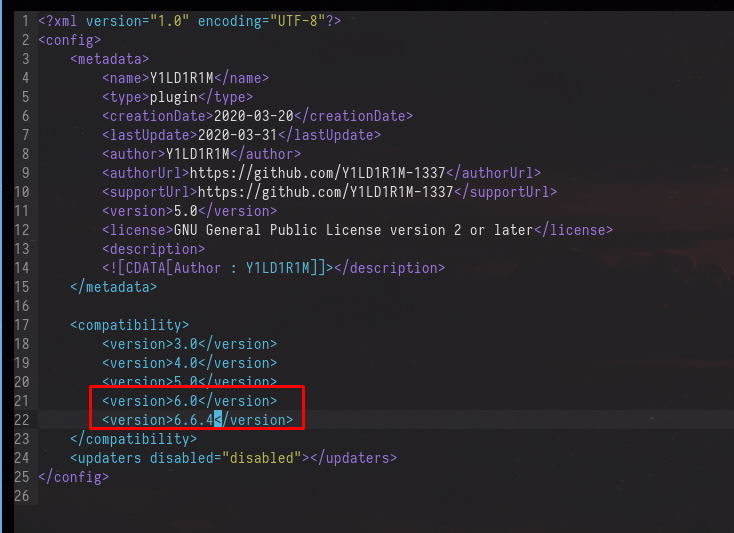 1 <?xml version="1.0" encoding="UTF-8"?>
2 <config>
3 <metadata>
4 <name>Y1LD1R1M</name>
5 <type>plugin</type>
6 <creationDate>2020-03-20</creationDate>
7 <lastUpdate>2020-03-31</lastUpdate>
8 <author>Y1LD1R1M</author>
9 <authorUrl>https://github.com/Y1LD1R1M-1337</authorUrl>
10 <supportUrl>https://github.com/Y1LD1R1M-1337</supportUrl>
11 <version>5.0</version>
12 <license>GNU General Public License version 2 or later</license>
13 <description>
14 <![CDATA[Author : Y1LD1R1M]]></description>
15 </metadata>
16
17 <compatibility>
18 <version>3.0</version>
19 <version>4.0</version>
20 <version>5.0</version>
21 <version>6.0</version>
22 <version>6.6.4</version>
23 </compatibility>
24 <updaters disabled="disabled"></updaters>
25 </config>
26